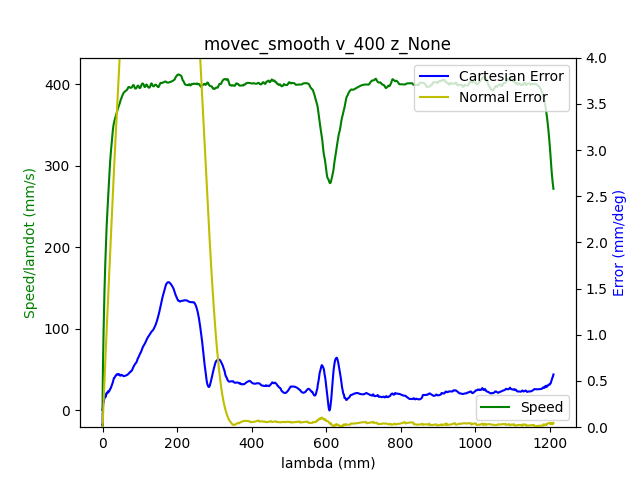 movec_smooth v_400 z_None
Cartesian Error
Normal Error
Speed
Speed/lamdot (mm/s)
400
300
200
100
0
Error (mm/deg)
4.0
3.5
3.0
2.5
2.0
1.5
1.0
0.5
0.0
0 200 400 600 800 1000 1200
lambda (mm)